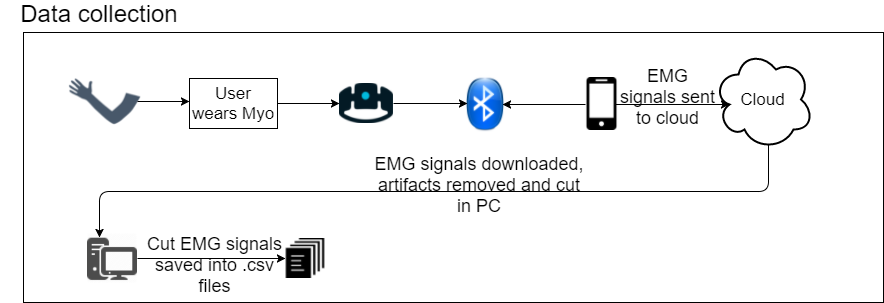 Data collection
User
wears Myo
EMG
signals sent
to cloud
Cloud
EMG signals downloaded,
artifacts removed and cut
in PC
Cut EMG signals
saved into .csv
files